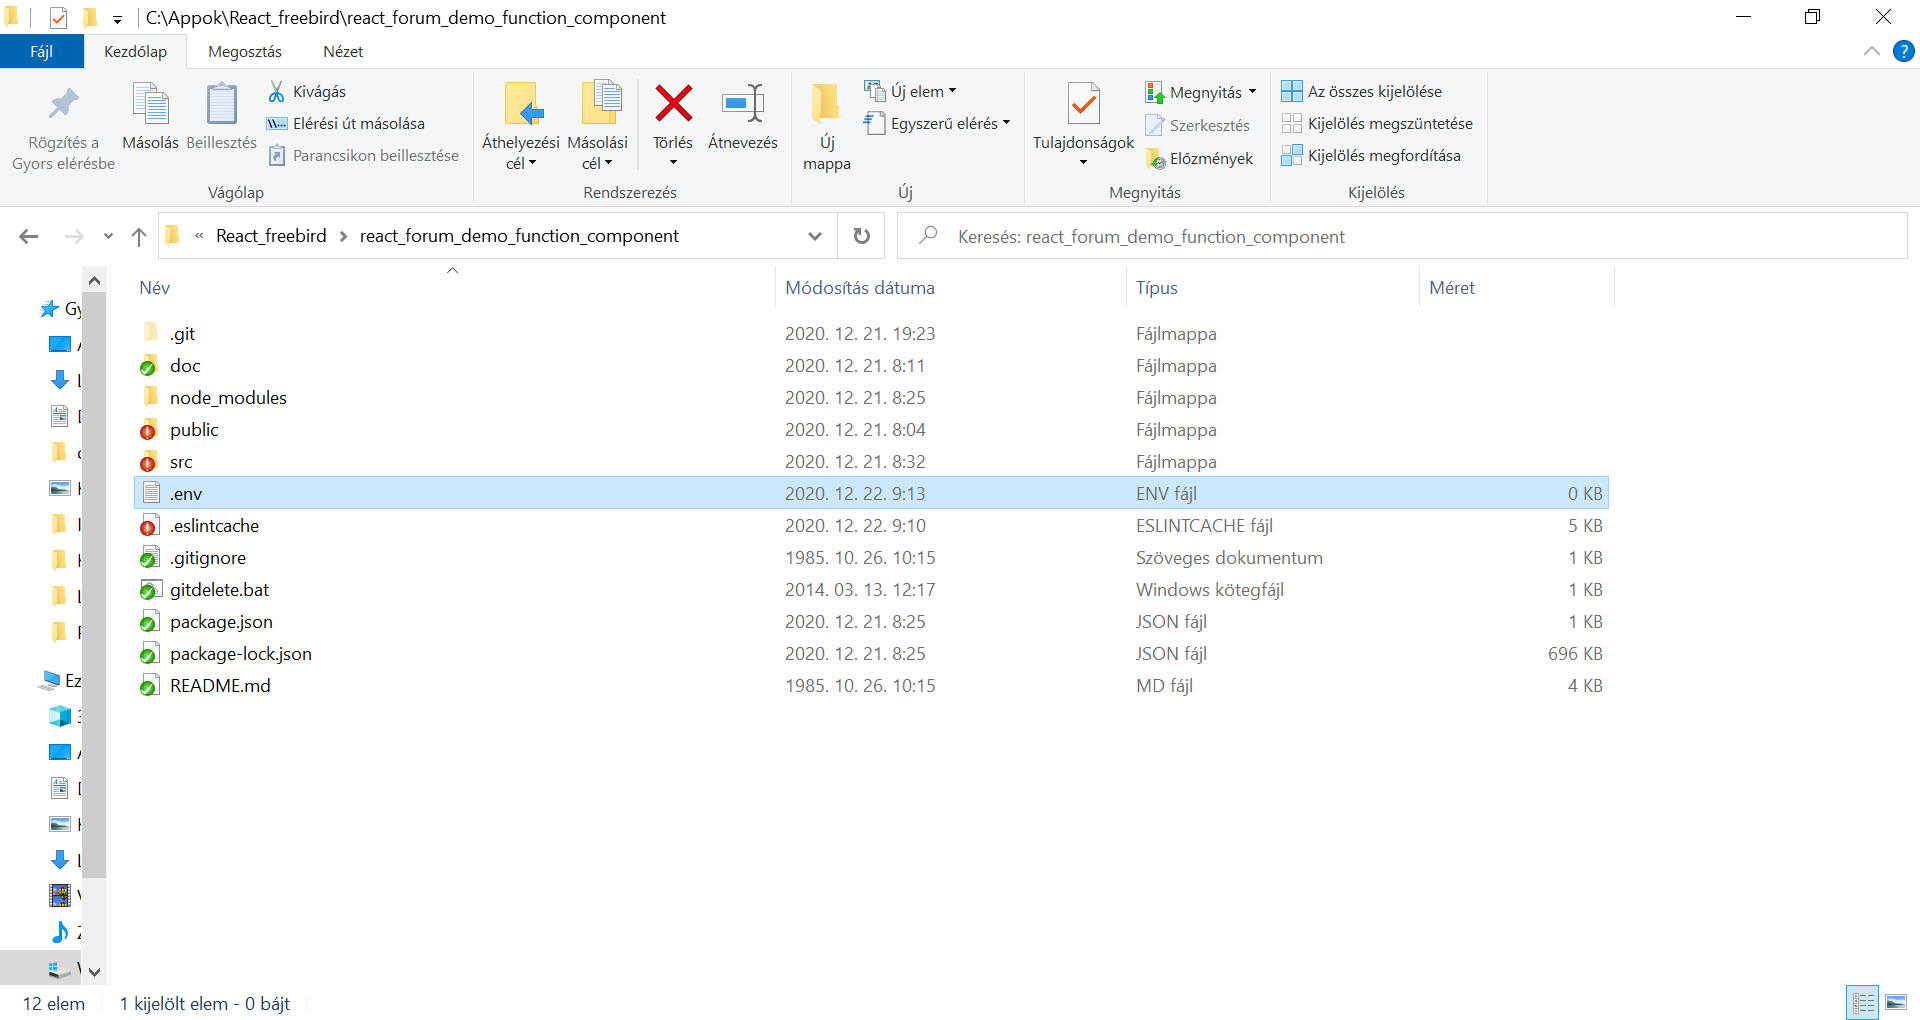 C:\Appok\React_freebird\react_forum_demo_function_component
Fájl Kezdőlap Megosztás Nézet
Rögzítés a Gyors elérésbe
Másolás
Beillesztés
Kivágás
Elérési út másolása
Parancsikon beillesztése
Vágólap
Áthelyezési cél
Másolási cél
Törlés
Átnevezés
Rendszerezés
Új mappa
Új elem
Egyszerű elérés
Új
Tulajdonságok
Megnyitás
Szerkesztés
Előzmények
Megnyitás
Az összes kijelölése
Kijelölés megszüntetése
Kijelölés megfordítása
Kijelölés
« React_freebird > react_forum_demo_function_component
Keresés: react_forum_demo_function_component
Név Módosítás dátuma Típus Méret
.git 2020. 12. 21. 19:23 Fájlmappa
doc 2020. 12. 21. 8:11 Fájlmappa
node_modules 2020. 12. 21. 8:25 Fájlmappa
public 2020. 12. 21. 8:04 Fájlmappa
src 2020. 12. 21. 8:32 Fájlmappa
.env 2020. 12. 22. 9:13 ENV fájl 0 KB
.eslintcache 2020. 12. 22. 9:10 ESLINTCACHE fájl 5 KB
.gitignore 1985. 10. 26. 10:15 Szöveges dokumentum 1 KB
gitdelete.bat 2014. 03. 13. 12:17 Windows kötegfájl 1 KB
package.json 2020. 12. 21. 8:25 JSON fájl 1 KB
package-lock.json 2020. 12. 21. 8:25 JSON fájl 696 KB
README.md 1985. 10. 26. 10:15 MD fájl 4 KB
Gy
Ez
12 elem 1 kijelölt elem - 0 bájt